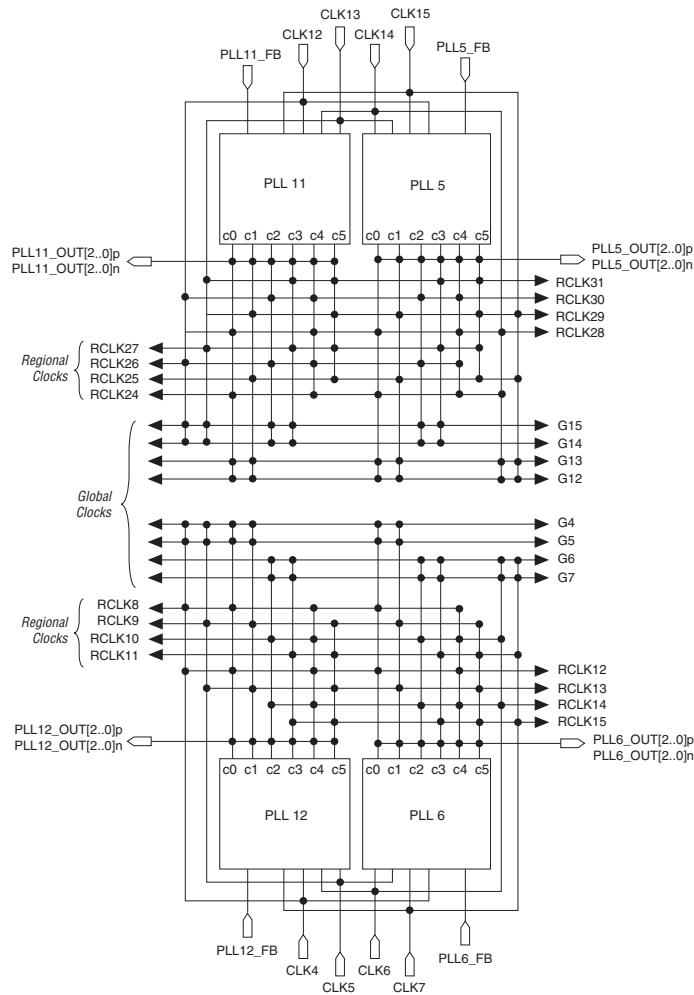 CLK13 CLK15
CLK12 CLK14
PLL11_FB PLL5_FB
PLL 11 PLL 5
c0 c1 c2 c3 c4 c5 c0 c1 c2 c3 c4 c5
PLL11_OUT[2..0]p PLL5_OUT[2..0]p
PLL11_OUT[2..0]n PLL5_OUT[2..0]n
RCLK31
RCLK30
RCLK29
RCLK28
Regional
Clocks
RCLK27
RCLK26
RCLK25
RCLK24
G15
G14
G13
G12
Global
Clocks
G4
G5
G6
G7
Regional
Clocks
RCLK8
RCLK9
RCLK10
RCLK11
RCLK12
RCLK13
RCLK14
RCLK15
PLL12_OUT[2..0]p PLL6_OUT[2..0]p
PLL12_OUT[2..0]n PLL6_OUT[2..0]n
c0 c1 c2 c3 c4 c5 c0 c1 c2 c3 c4 c5
PLL 12 PLL 6
PLL12_FB PLL6_FB
CLK4 CLK6
CLK5 CLK7